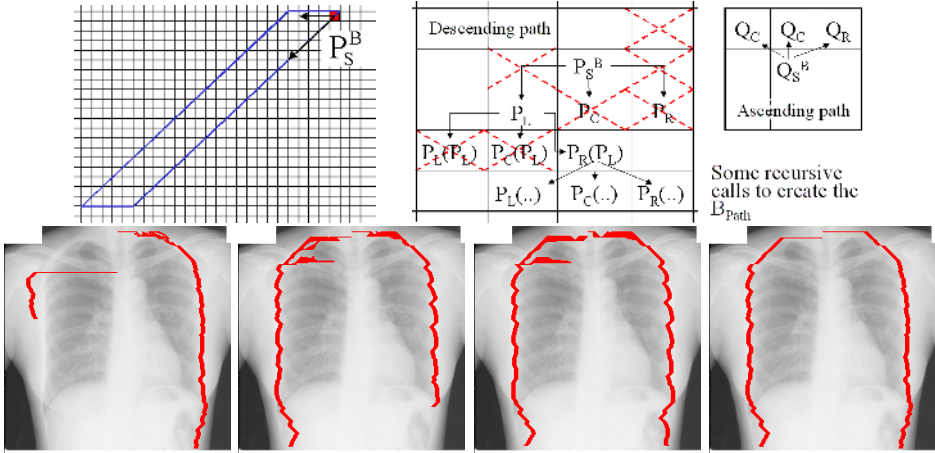 P_S^B
Descending path
P_S^B
P_L P_C P_R
P_L(P_L) P_C(P_L) P_R(P_L)
P_L(..) P_C(..) P_R(..)
Q_C Q_C Q_R
Q_S^B
Ascending path
Some recursive
calls to create the
B_Path